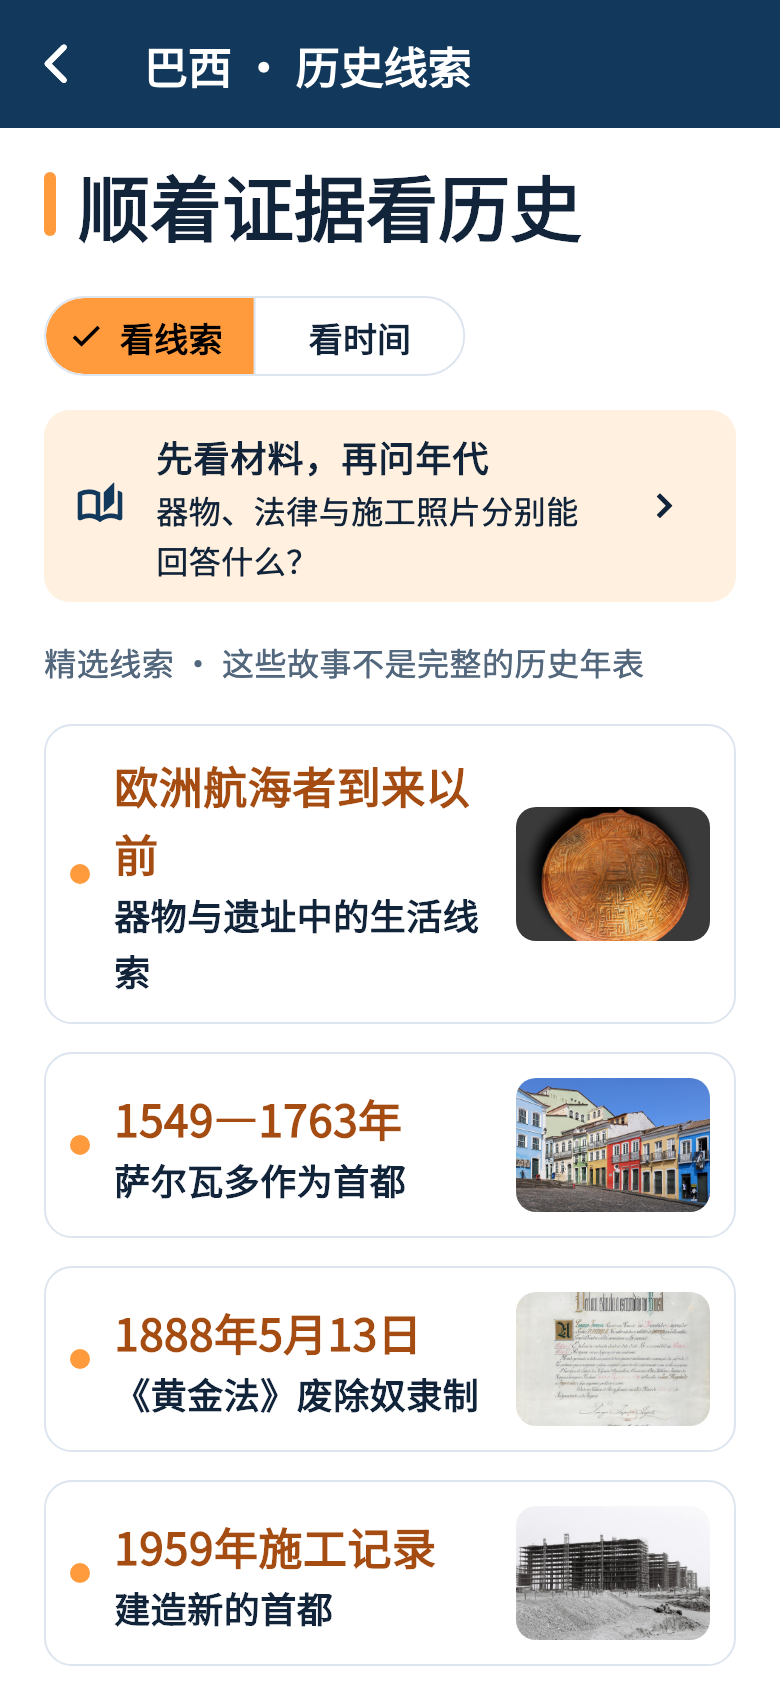 巴西 · 历史线索
顺着证据看历史
看线索
看时间
先看材料，再问年代
器物、法律与施工照片分别能
回答什么？
精选线索 · 这些故事不是完整的历史年表
欧洲航海者到来以
前
器物与遗址中的生活线
索
1549—1763年
萨尔瓦多作为首都
1888年5月13日
《黄金法》废除奴隶制
1959年施工记录
建造新的首都